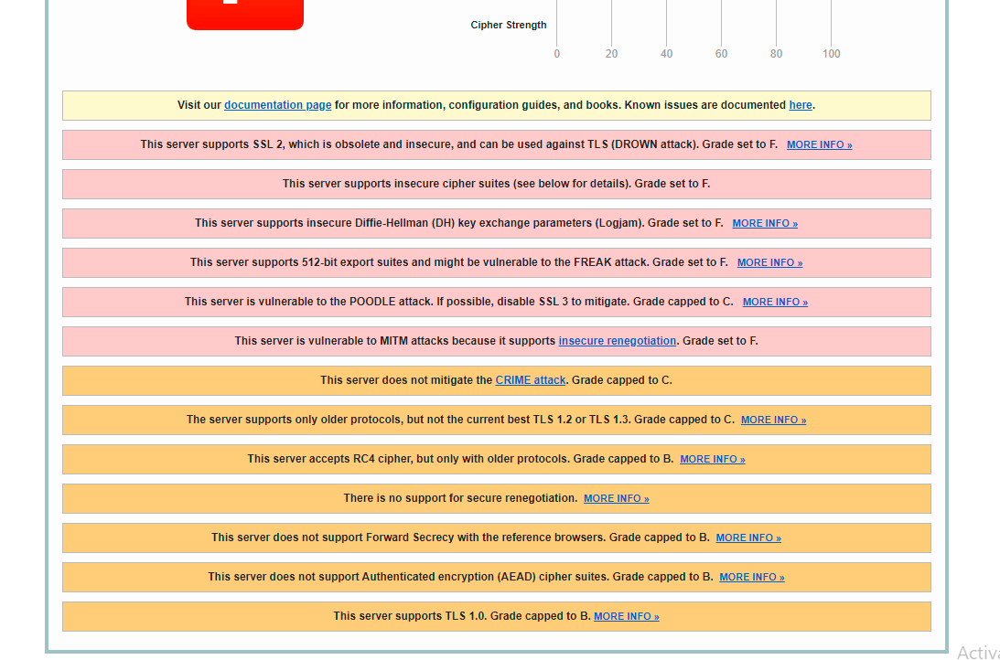 Cipher Strength
0 20 40 60 80 100
Visit our documentation page for more information, configuration guides, and books. Known issues are documented here.
This server supports SSL 2, which is obsolete and insecure, and can be used against TLS (DROWN attack). Grade set to F. MORE INFO »
This server supports insecure cipher suites (see below for details). Grade set to F.
This server supports insecure Diffie-Hellman (DH) key exchange parameters (Logjam). Grade set to F. MORE INFO »
This server supports 512-bit export suites and might be vulnerable to the FREAK attack. Grade set to F. MORE INFO »
This server is vulnerable to the POODLE attack. If possible, disable SSL 3 to mitigate. Grade capped to C. MORE INFO »
This server is vulnerable to MITM attacks because it supports insecure renegotiation. Grade set to F.
This server does not mitigate the CRIME attack. Grade capped to C.
The server supports only older protocols, but not the current best TLS 1.2 or TLS 1.3. Grade capped to C. MORE INFO »
This server accepts RC4 cipher, but only with older protocols. Grade capped to B. MORE INFO »
There is no support for secure renegotiation. MORE INFO »
This server does not support Forward Secrecy with the reference browsers. Grade capped to B. MORE INFO »
This server does not support Authenticated encryption (AEAD) cipher suites. Grade capped to B. MORE INFO »
This server supports TLS 1.0. Grade capped to B. MORE INFO »